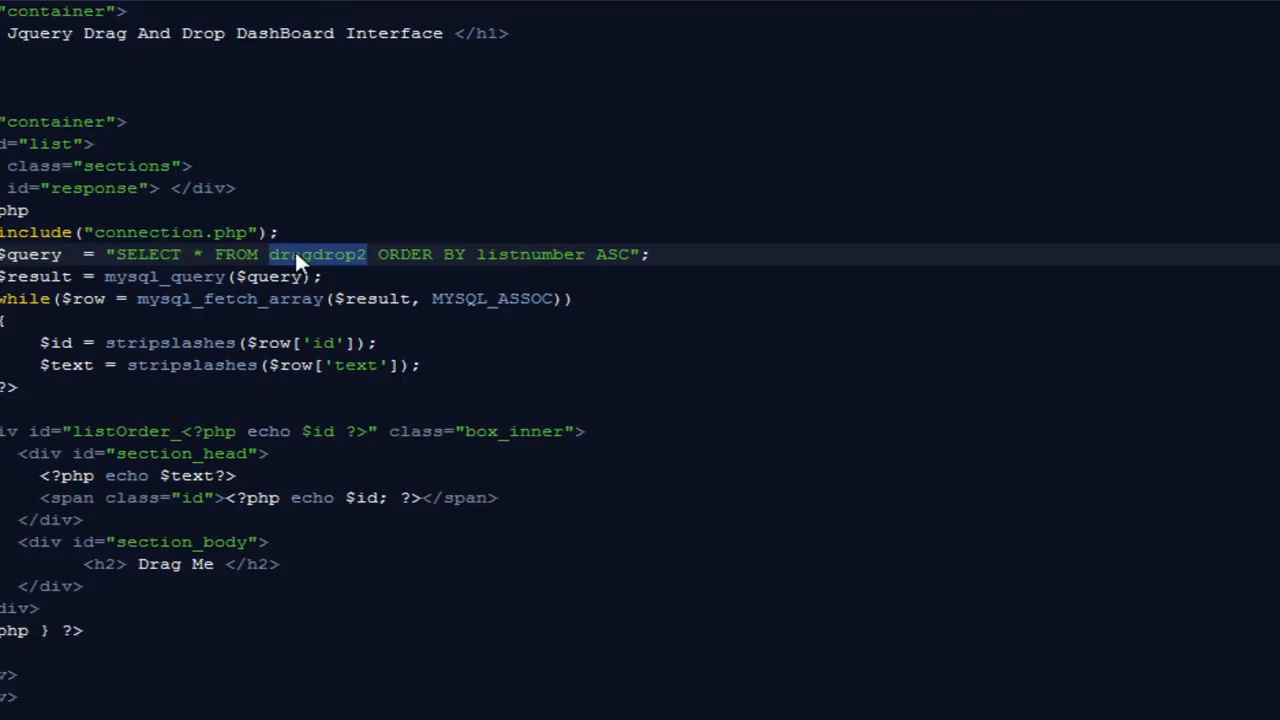 "container">
Jquery Drag And Drop DashBoard Interface </h1>
"container">
d="list">
class="sections">
id="response"> </div>
php
include("connection.php");
$query  = "SELECT * FROM dragdrop2 ORDER BY listnumber ASC";
$result = mysql_query($query);
while($row = mysql_fetch_array($result, MYSQL_ASSOC))
{
$id = stripslashes($row['id']);
$text = stripslashes($row['text']);
?>
iv id="listOrder_<?php echo $id ?>" class="box_inner">
<div id="section_head">
<?php echo $text?>
<span class="id"><?php echo $id; ?></span>
</div>
<div id="section_body">
<h2> Drag Me </h2>
</div>
div>
php } ?>
v>
v>